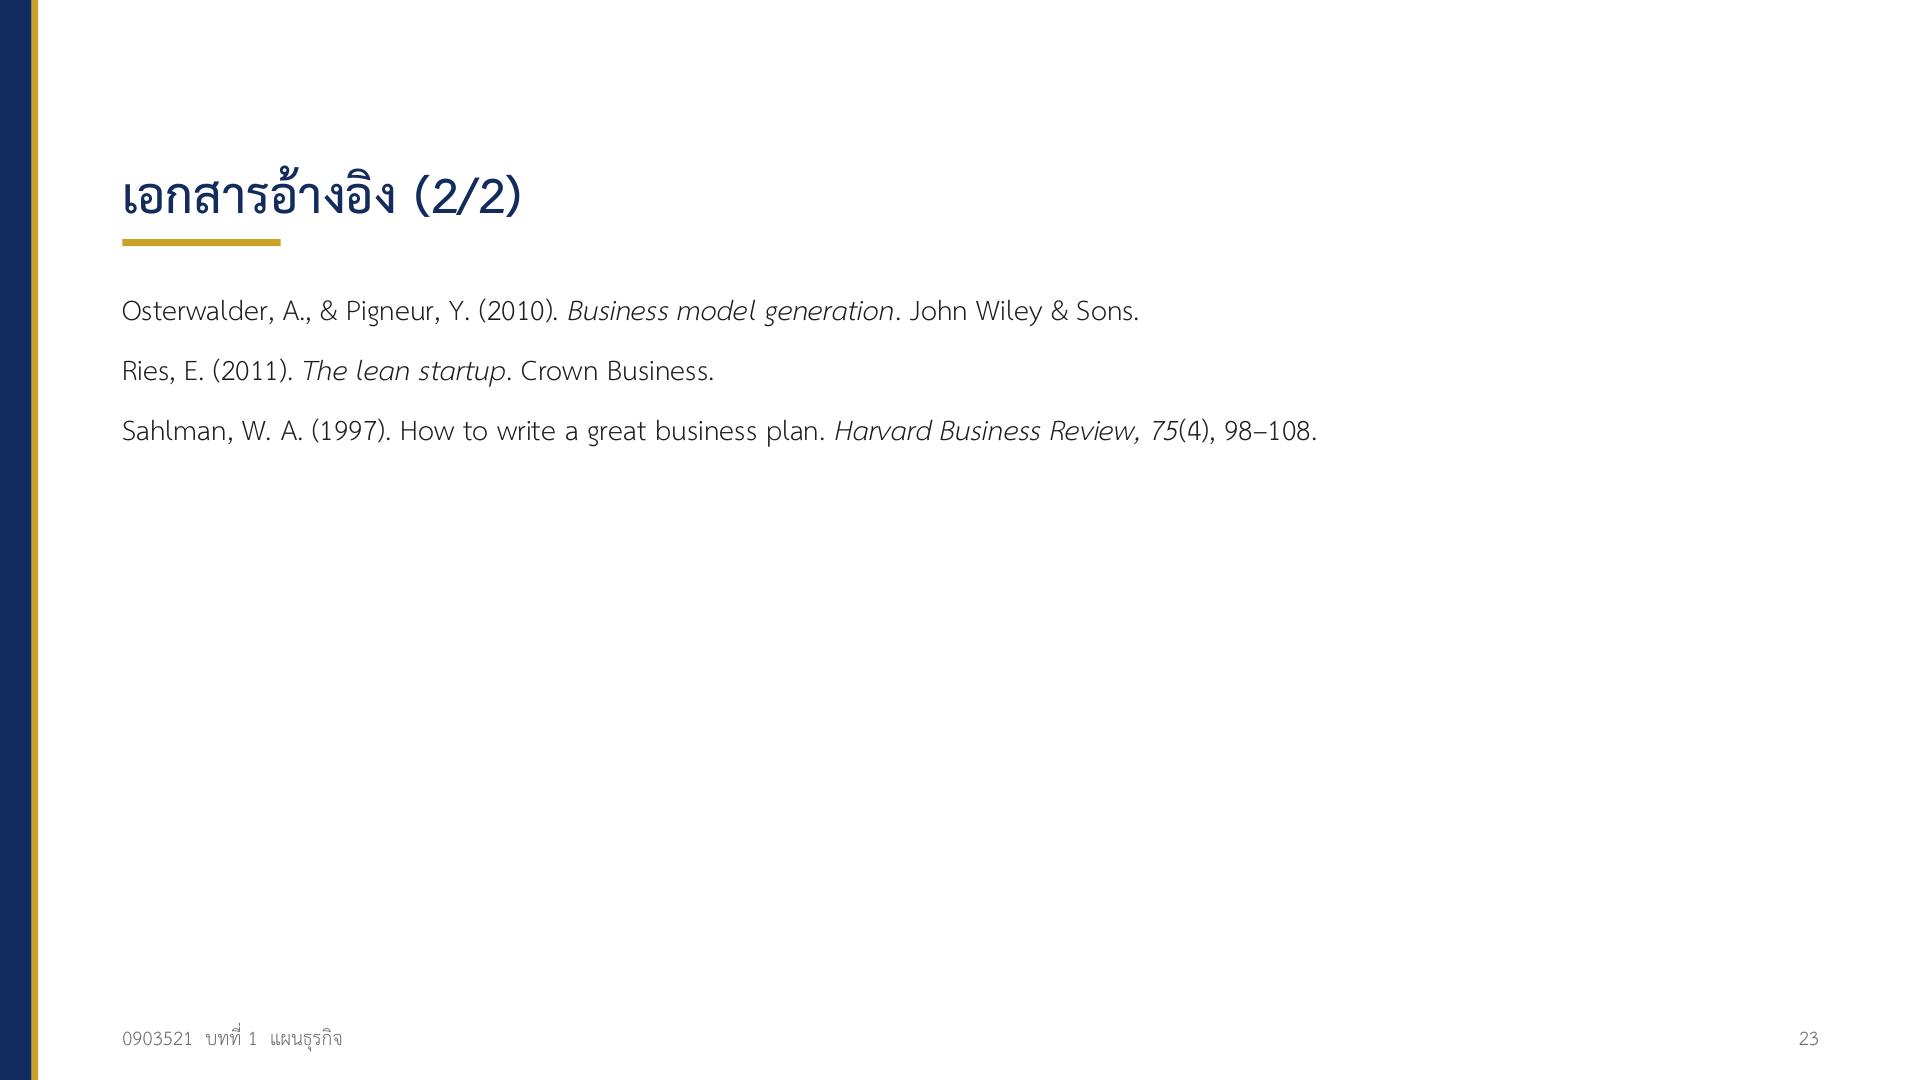 เอกสารอ้างอิง (2/2)
Osterwalder, A., & Pigneur, Y. (2010). Business model generation. John Wiley & Sons.
Ries, E. (2011). The lean startup. Crown Business.
Sahlman, W. A. (1997). How to write a great business plan. Harvard Business Review, 75(4), 98–108.
0903521 บทที่ 1 แผนธุรกิจ
23